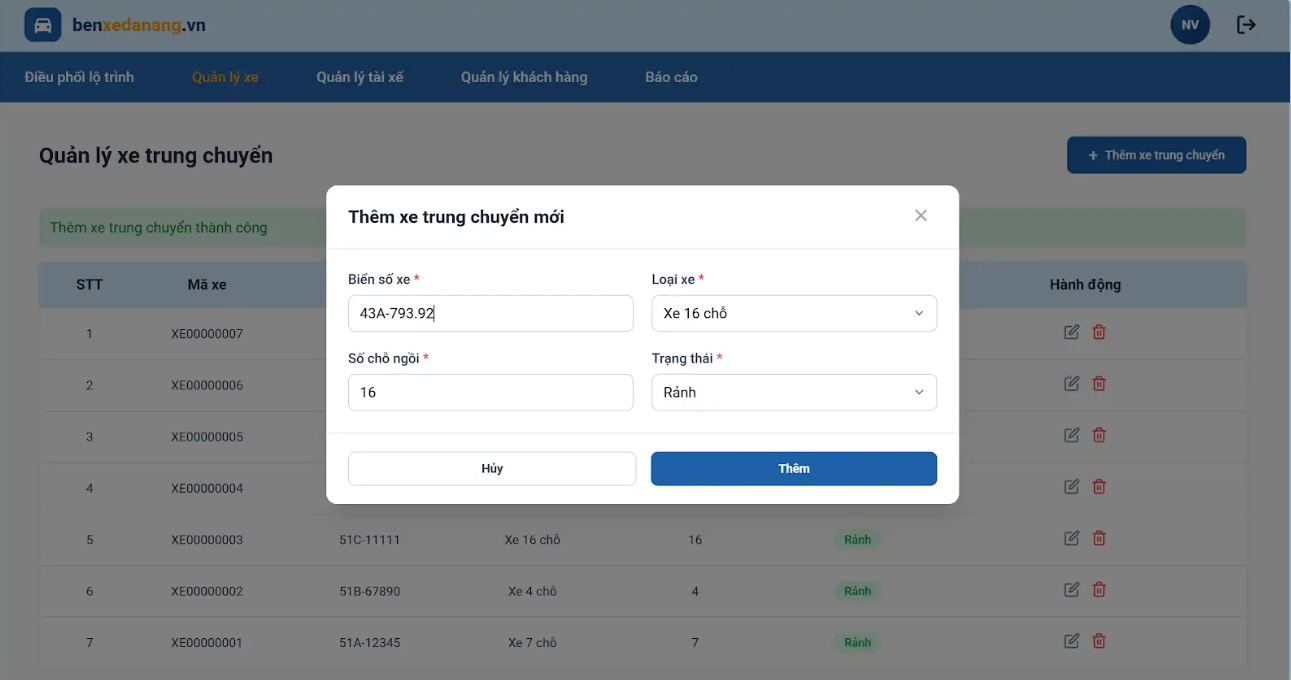 benxedanang.vn
NV
Điều phối lộ trình Quản lý xe Quản lý tài xế Quản lý khách hàng Báo cáo
Quản lý xe trung chuyển
+ Thêm xe trung chuyển
Thêm xe trung chuyển thành công
Thêm xe trung chuyển mới
Biển số xe * Loại xe *
43A-793.92 Xe 16 chỗ
Số chỗ ngồi * Trạng thái *
16 Rảnh
Hủy Thêm
STT Mã xe Hành động
1 XE00000007
2 XE00000006
3 XE00000005
4 XE00000004
5 XE00000003 51C-11111 Xe 16 chỗ 16 Rảnh
6 XE00000002 51B-67890 Xe 4 chỗ 4 Rảnh
7 XE00000001 51A-12345 Xe 7 chỗ 7 Rảnh